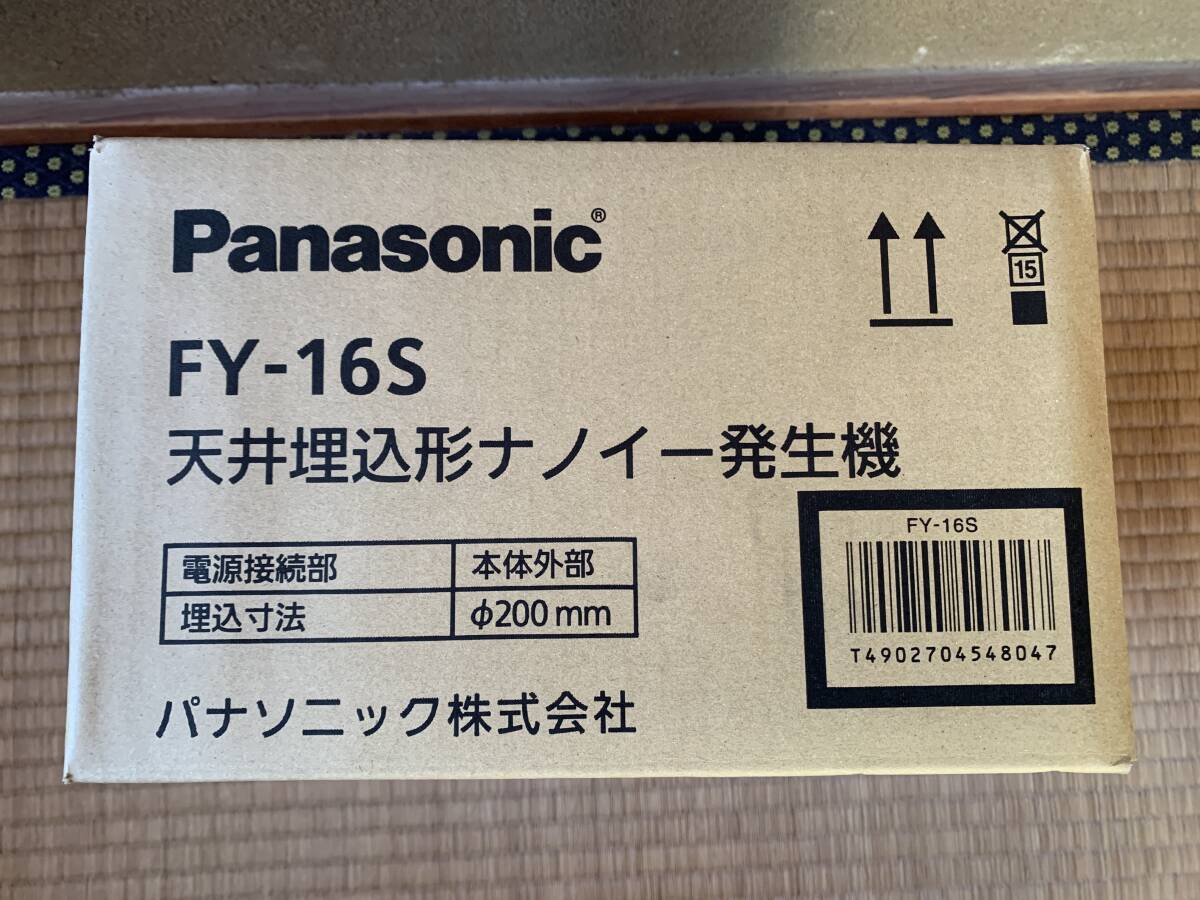 Panasonic®
FY-16S
天井埋込形ナノイー発生機
電源接続部 本体外部
埋込寸法 φ200mm
パナソニック株式会社
15
FY-16S
T4902704548047